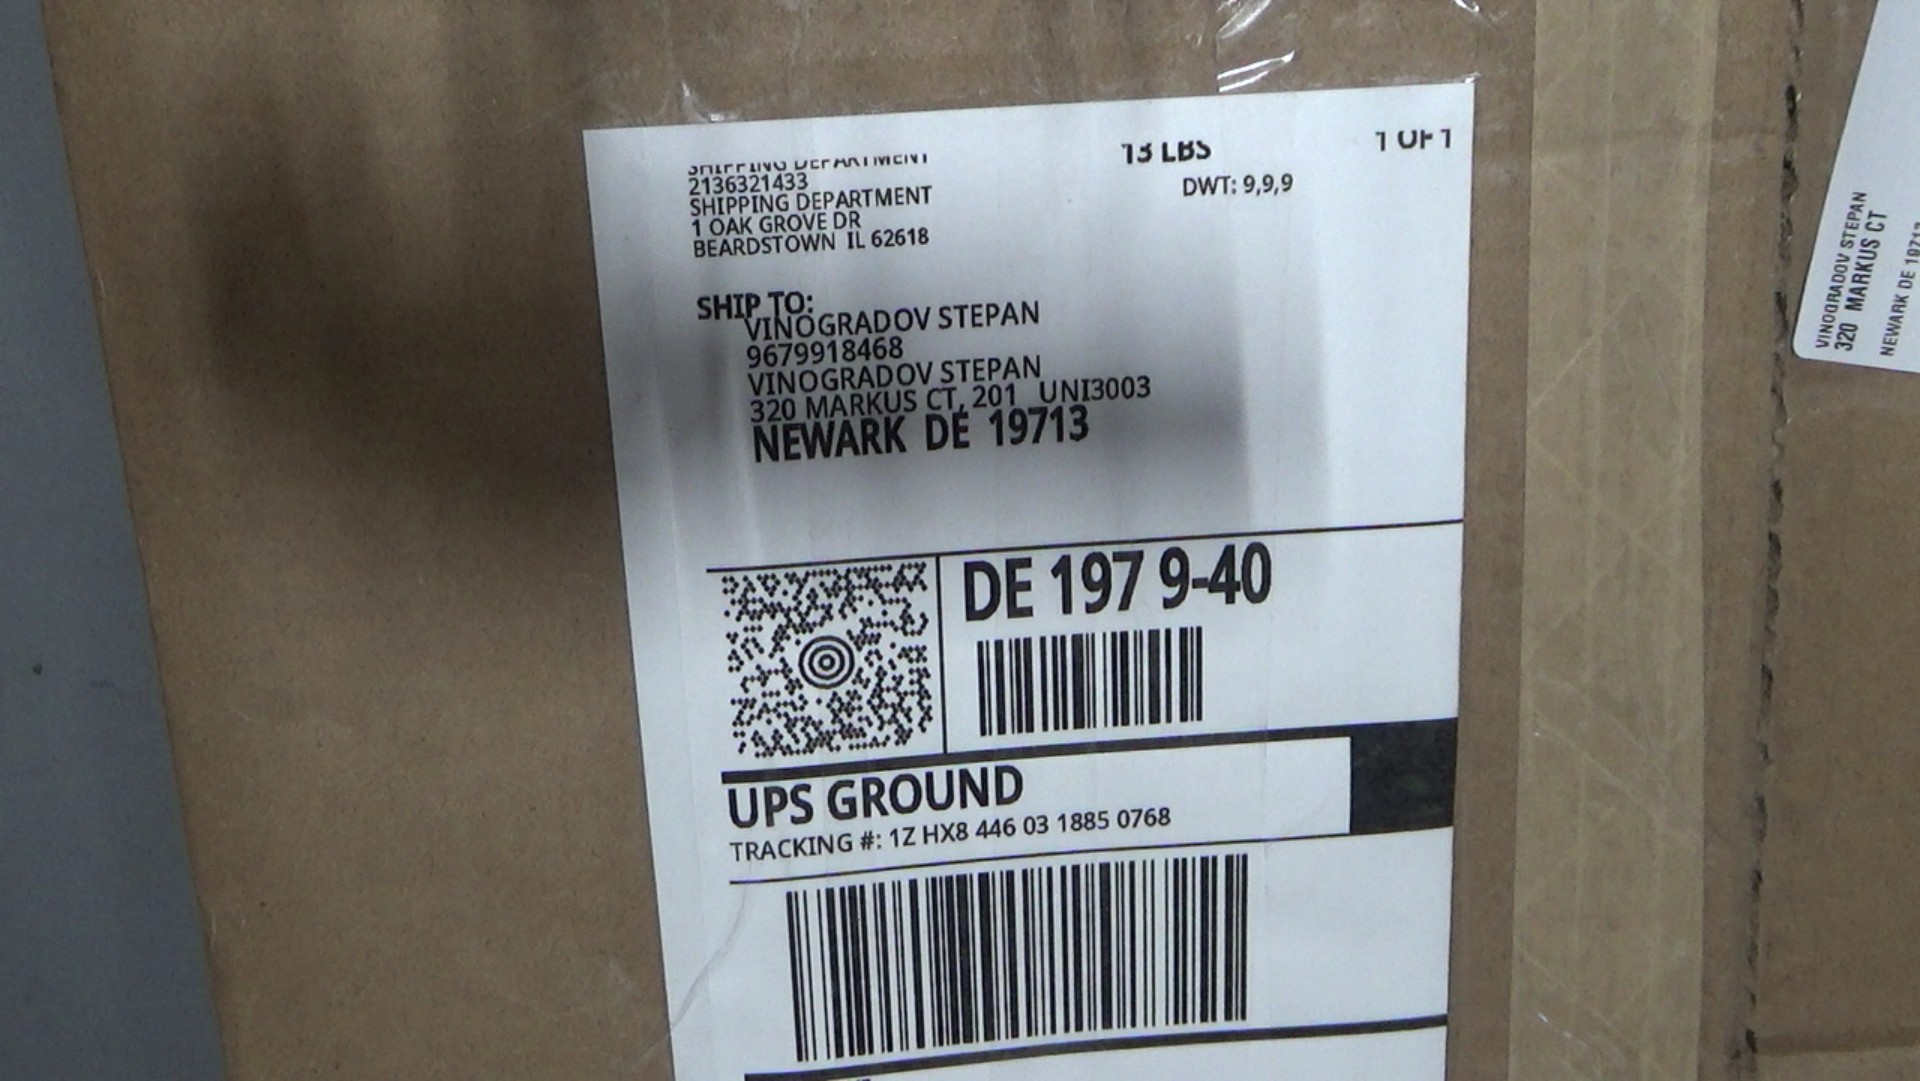 SHIPPING DEPARTMENT
2136321433
SHIPPING DEPARTMENT
1 OAK GROVE DR
BEARDSTOWN IL 62618
13 LBS
1 OF 1
DWT: 9,9,9
SHIP TO:
VINOGRADOV STEPAN
9679918468
VINOGRADOV STEPAN
320 MARKUS CT, 201 UNI3003
NEWARK DE 19713
DE 197 9-40
UPS GROUND
TRACKING #: 1Z HX8 446 03 1885 0768
VINOGRADOV STEPAN
320 MARKUS CT
NEWARK DE 19713